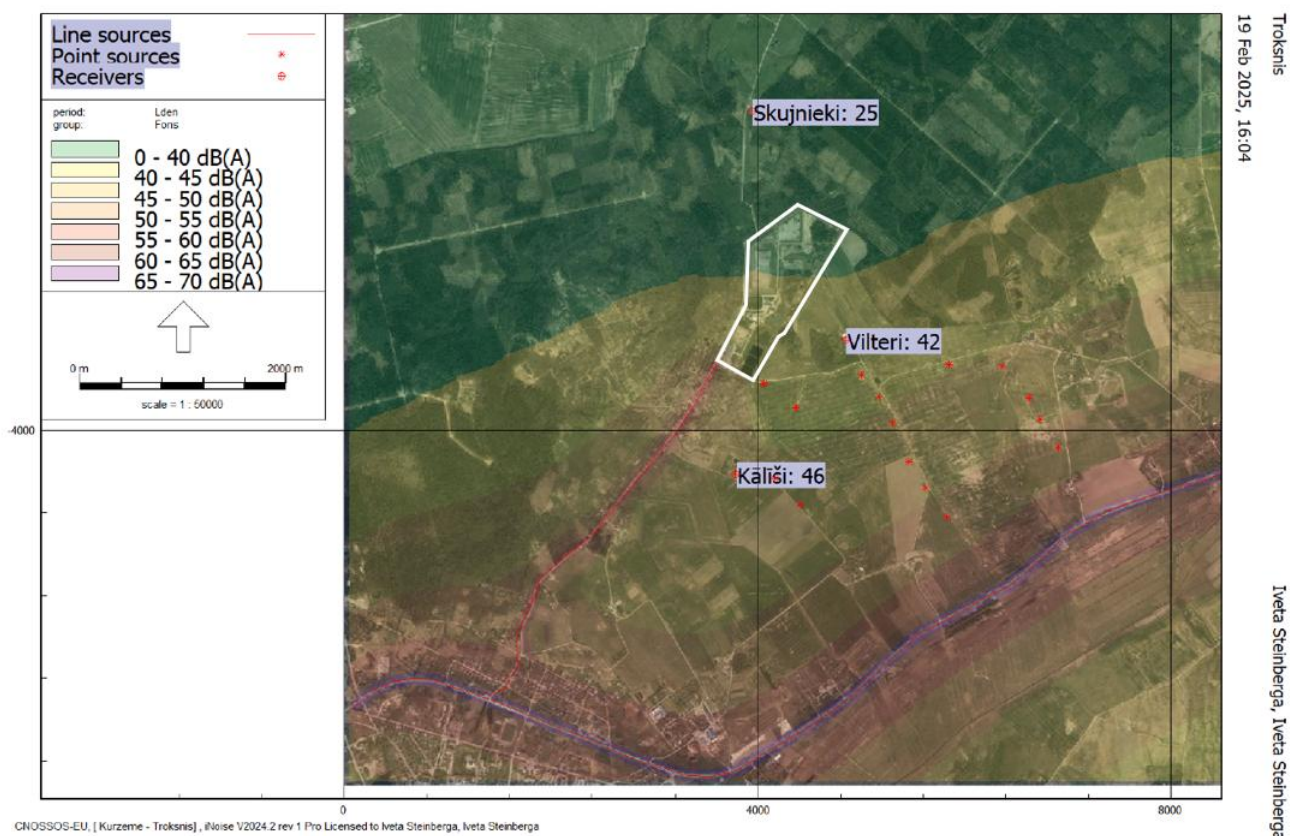 Line sources
Point sources
Receivers
period: Lden
group: Fons
0 - 40 dB(A)
40 - 45 dB(A)
45 - 50 dB(A)
50 - 55 dB(A)
55 - 60 dB(A)
60 - 65 dB(A)
65 - 70 dB(A)
0 m 2000 m
scale = 1 : 50000
Skujnieki: 25
Vilteri: 42
Kālīši: 46
-4000
0 4000 8000
CNOSSOS-EU, [ Kurzeme - Troksnis] , iNoise V2024.2 rev 1 Pro Licensed to Iveta Steinberga, Iveta Steinberga
Troksnis
19 Feb 2025, 16:04
Iveta Steinberga, Iveta Steinberga